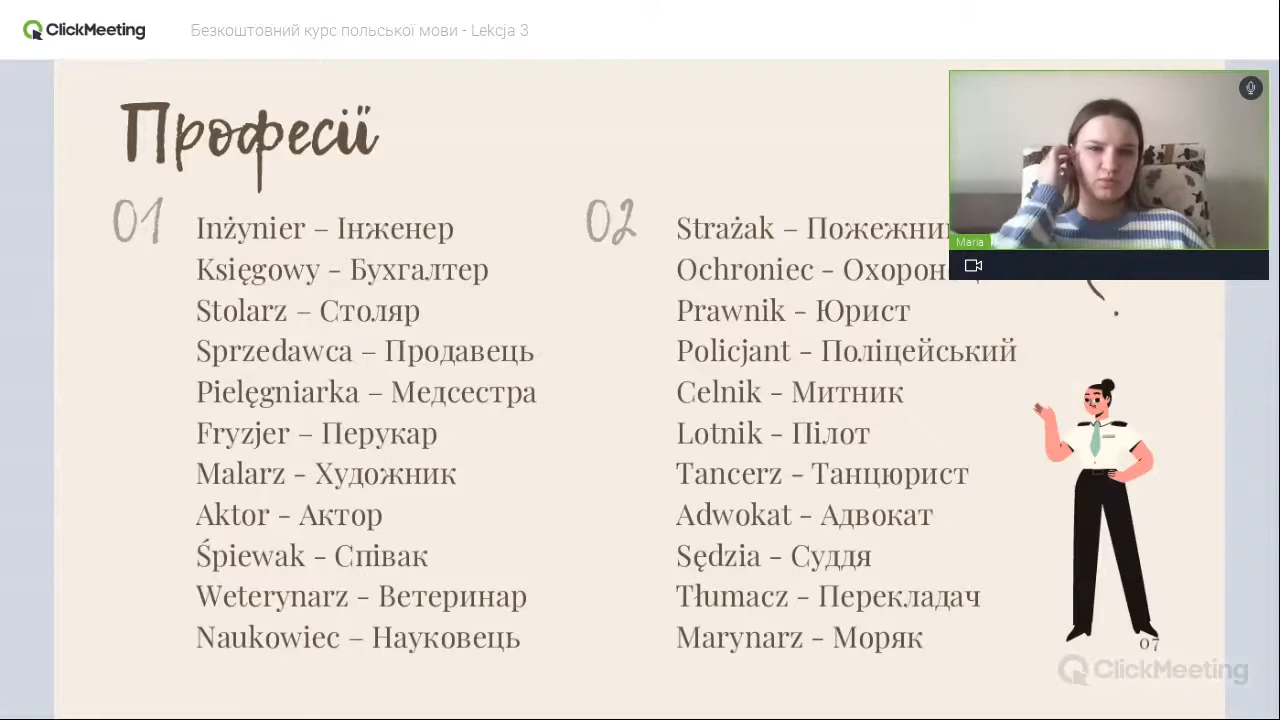 ClickMeeting
Безкоштовний курс польської мови - Lekcja 3
Професії
01
Inżynier – Інженер
Księgowy - Бухгалтер
Stolarz – Столяр
Sprzedawca – Продавець
Pielęgniarka – Медсестра
Fryzjer – Перукар
Malarz - Художник
Aktor - Актор
Śpiewak - Співак
Weterynarz - Ветеринар
Naukowiec – Науковець
02
Strażak – Пожежни
Ochroniec - Охорон
Prawnik - Юрист
Policjant - Поліцейський
Celnik - Митник
Lotnik - Пілот
Tancerz - Танцюрист
Adwokat - Адвокат
Sędzia - Суддя
Tłumacz - Перекладач
Marynarz - Моряк
Maria
07
ClickMeeting